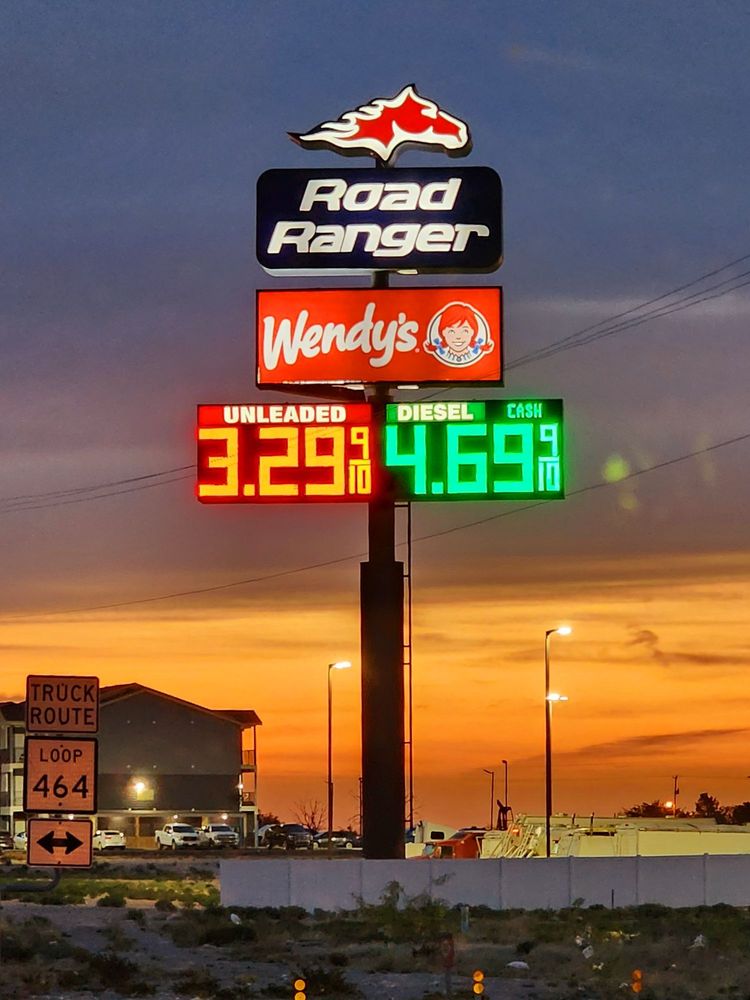 Road
Ranger
Wendy's
UNLEADED
3.29 9/10
DIESEL CASH
4.69 9/10
TRUCK
ROUTE
LOOP
464